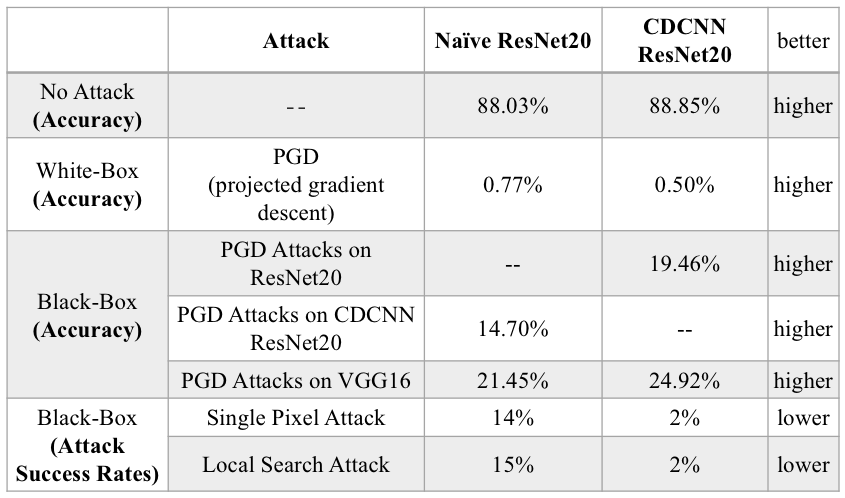 Attack Naïve ResNet20 CDCNN ResNet20 better
No Attack
(Accuracy) -- 88.03% 88.85% higher
White-Box
(Accuracy) PGD
(projected gradient
descent) 0.77% 0.50% higher
Black-Box
(Accuracy)
PGD Attacks on
ResNet20 -- 19.46% higher
PGD Attacks on CDCNN
ResNet20 14.70% -- higher
PGD Attacks on VGG16 21.45% 24.92% higher
Black-Box
(Attack
Success Rates)
Single Pixel Attack 14% 2% lower
Local Search Attack 15% 2% lower